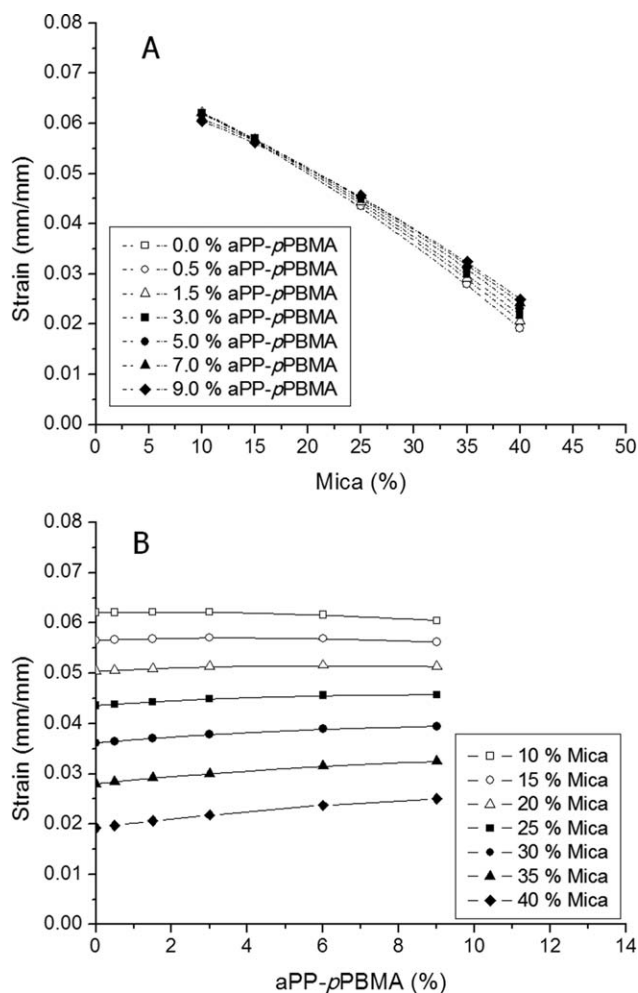 0.08
A
0.07
0.06
0.05
0.04
0.03
0.02
0.01
0.00
Strain (mm/mm)
0.0 % aPP-pPBMA
0.5 % aPP-pPBMA
1.5 % aPP-pPBMA
3.0 % aPP-pPBMA
5.0 % aPP-pPBMA
7.0 % aPP-pPBMA
9.0 % aPP-pPBMA
0 5 10 15 20 25 30 35 40 45 50
Mica (%)
0.08
B
0.07
0.06
0.05
0.04
0.03
0.02
0.01
0.00
Strain (mm/mm)
10 % Mica
15 % Mica
20 % Mica
25 % Mica
30 % Mica
35 % Mica
40 % Mica
0 2 4 6 8 10 12 14
aPP-pPBMA (%)